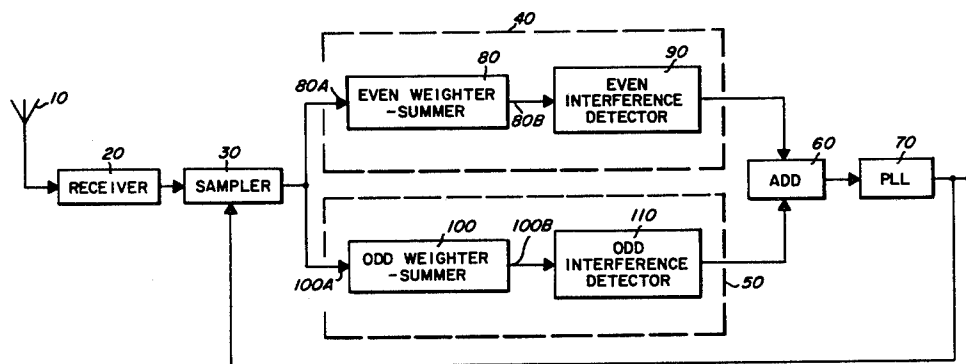 40
10
80A
80
EVEN WEIGHTER
-SUMMER
80B
90
EVEN
INTERFERENCE
DETECTOR
20
RECEIVER
30
SAMPLER
60
ADD
70
PLL
100A
100
ODD WEIGHTER
-SUMMER
100B
110
ODD
INTERFERENCE
DETECTOR
50